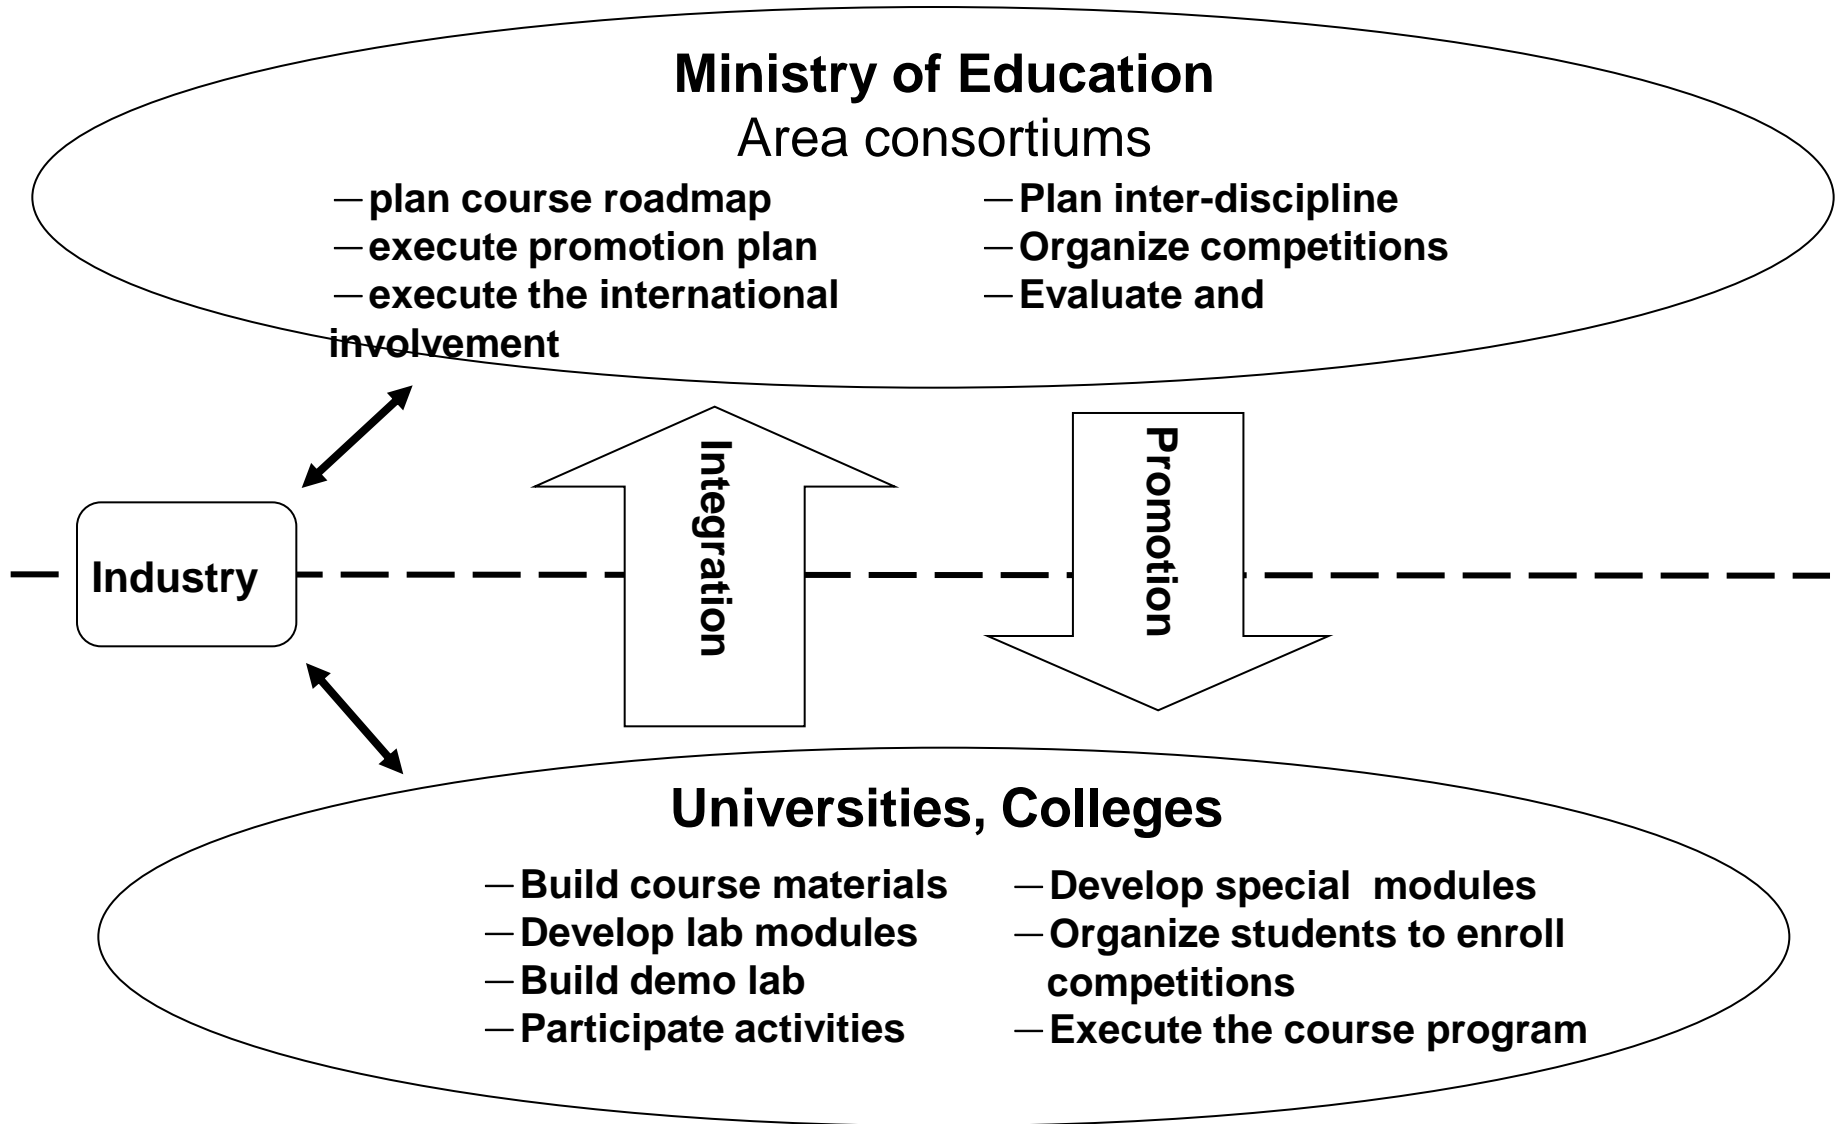 Ministry of Education
Area consortiums
—plan course roadmap
—execute promotion plan
—execute the international
involvement
—Plan inter-discipline
—Organize competitions
—Evaluate and
Integration
Promotion
Industry
Universities, Colleges
—Build course materials
—Develop lab modules
—Build demo lab
—Participate activities
—Develop special  modules
—Organize students to enroll
competitions
—Execute the course program